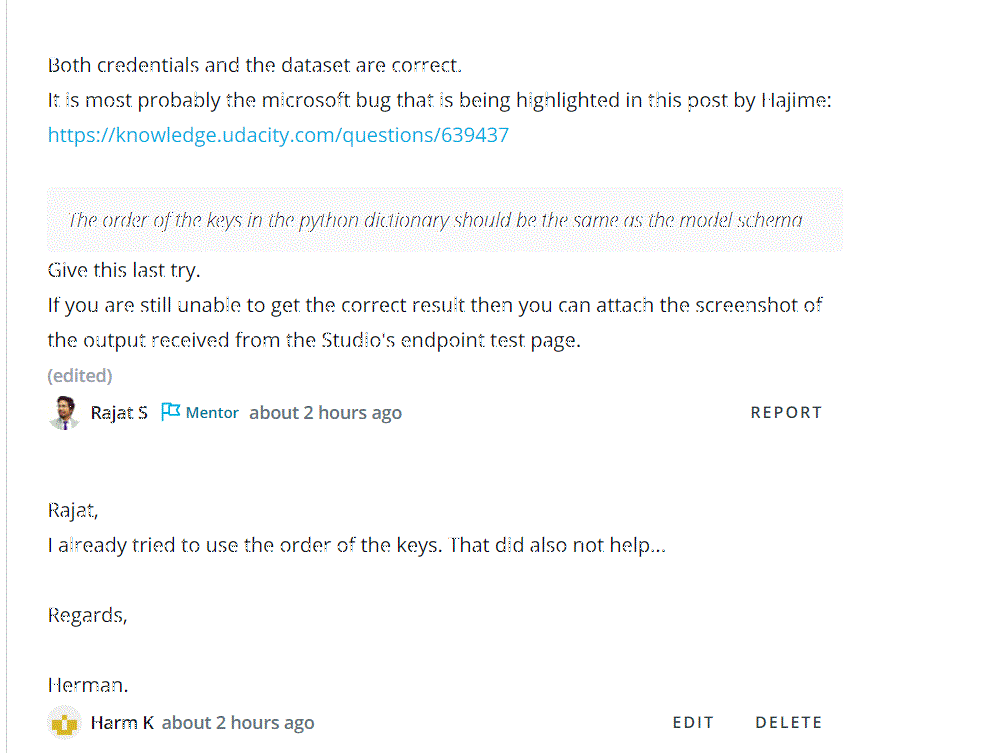 Both credentials and the dataset are correct.
It is most probably the microsoft bug that is being highlighted in this post by Hajime:
https://knowledge.udacity.com/questions/639437
The order of the keys in the python dictionary should be the same as the model schema
Give this last try.
If you are still unable to get the correct result then you can attach the screenshot of
the output received from the Studio's endpoint test page.
(edited)
Rajat S Mentor about 2 hours ago REPORT
Rajat,
I already tried to use the order of the keys. That did also not help...
Regards,
Herman.
Harm K about 2 hours ago EDIT DELETE